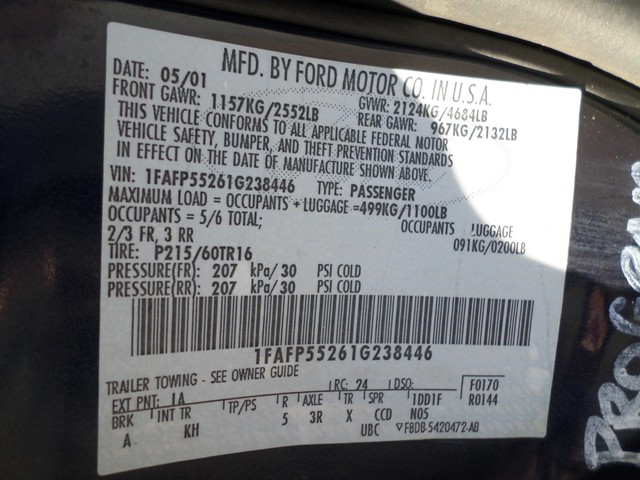 MFD. BY FORD MOTOR CO. IN U.S.A.
DATE: 05/01
GVWR: 2124KG/4684LB
FRONT GAWR: 1157KG/2552LB
REAR GAWR: 967KG/2132LB
THIS VEHICLE CONFORMS TO ALL APPLICABLE FEDERAL MOTOR
VEHICLE SAFETY, BUMPER, AND THEFT PREVENTION STANDARDS
IN EFFECT ON THE DATE OF MANUFACTURE SHOWN ABOVE.
VIN: 1FAFP55261G238446 TYPE: PASSENGER
MAXIMUM LOAD = OCCUPANTS + LUGGAGE = 499KG/1100LB
OCCUPANTS = 5/6 TOTAL; OCCUPANTS LUGGAGE
2/3 FR, 3 RR 091KG/0200LB
TIRE: P215/60TR16
PRESSURE(FR): 207 kPa/30 PSI COLD
PRESSURE(RR): 207 kPa/30 PSI COLD
1FAFP55261G238446
TRAILER TOWING - SEE OWNER GUIDE
EXT PNT: LA RC: 24 DSO: F0170
BRK INT TR TP/PS R AXLE TR SPR 1DD1F R0144
A KH 5 3R X CCD N05
UBC ▽F8DB-5420472-AB